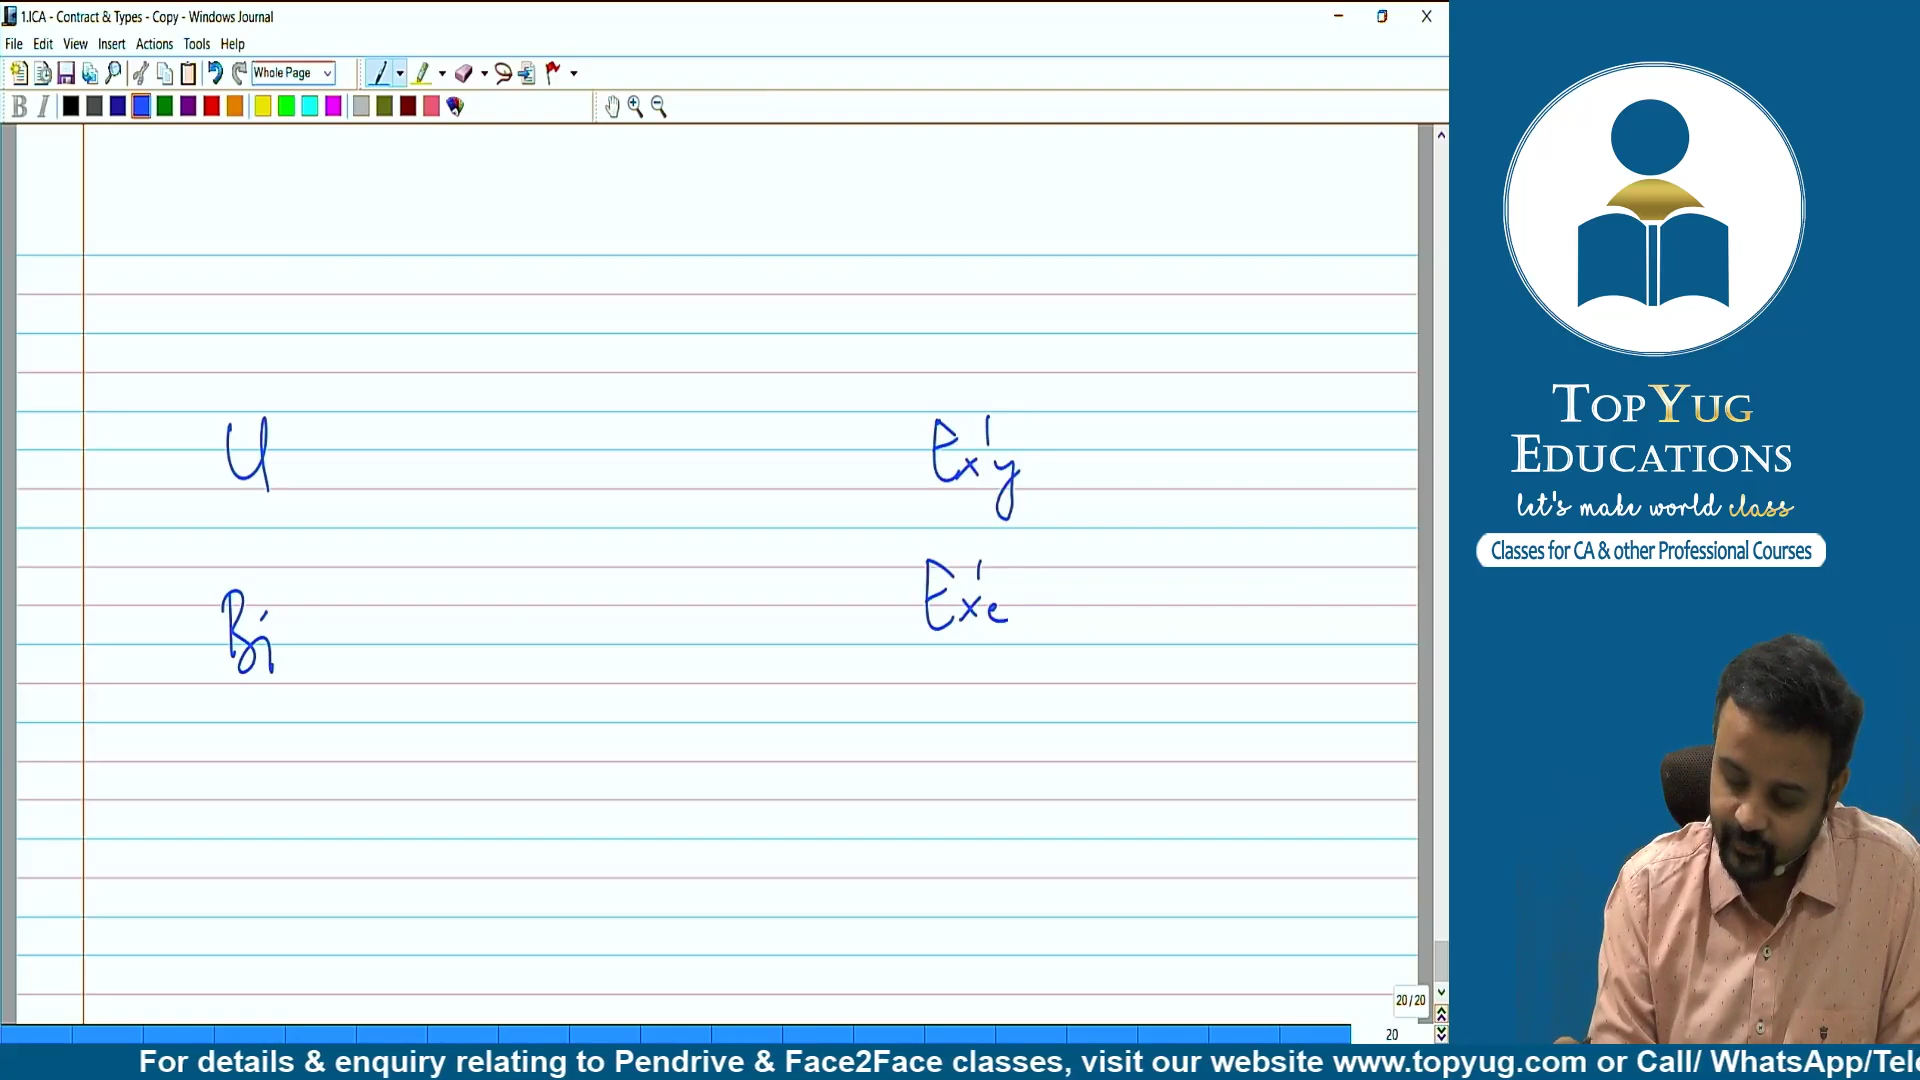 1.ICA - Contract & Types - Copy - Windows Journal
File Edit View Insert Actions Tools Help
Whole Page
B I
U
Ex'y
Bi
Ex'e
20 / 20
20
TOPYUG
EDUCATIONS
let's make world class
Classes for CA & other Professional Courses
For details & enquiry relating to Pendrive & Face2Face classes, visit our website www.topyug.com or Call/ WhatsApp/Tele